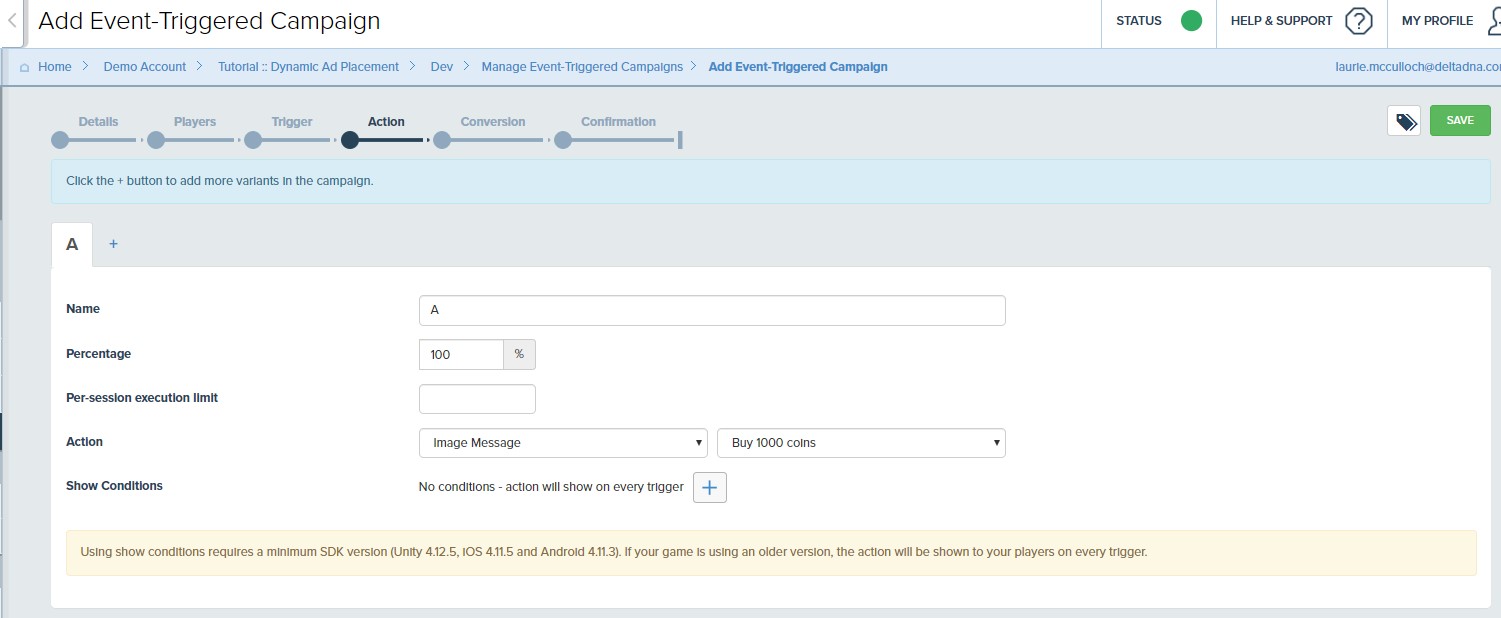 Add Event-Triggered Campaign
STATUS HELP & SUPPORT ? MY PROFILE
Home > Demo Account > Tutorial :: Dynamic Ad Placement > Dev > Manage Event-Triggered Campaigns > Add Event-Triggered Campaign laurie.mcculloch@deltadna.co
Details Players Trigger Action Conversion Confirmation
SAVE
Click the + button to add more variants in the campaign.
A +
Name A
Percentage 100 %
Per-session execution limit
Action Image Message Buy 1000 coins
Show Conditions No conditions - action will show on every trigger +
Using show conditions requires a minimum SDK version (Unity 4.12.5, iOS 4.11.5 and Android 4.11.3). If your game is using an older version, the action will be shown to your players on every trigger.